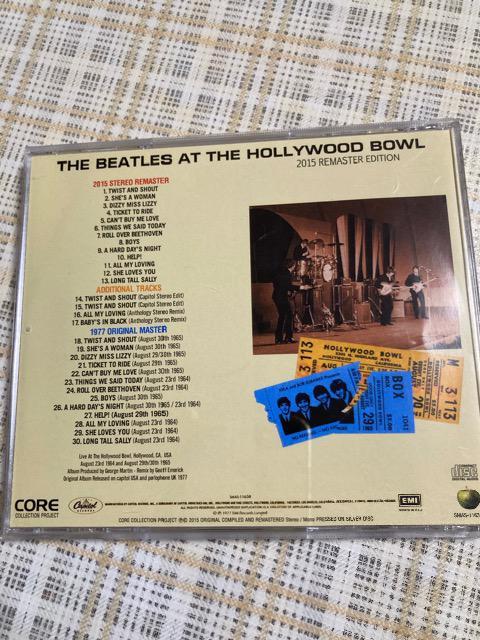 THE BEATLES AT THE HOLLYWOOD BOWL
2015 REMASTER EDITION
2015 STEREO REMASTER
1. TWIST AND SHOUT
2. SHE'S A WOMAN
3. DIZZY MISS LIZZY
4. TICKET TO RIDE
5. CAN'T BUY ME LOVE
6. THINGS WE SAID TODAY
7. ROLL OVER BEETHOVEN
8. BOYS
9. A HARD DAY'S NIGHT
10. HELP!
11. ALL MY LOVING
12. SHE LOVES YOU
13. LONG TALL SALLY
ADDITIONAL TRACKS
14. TWIST AND SHOUT (Capitol Stereo Edit)
15. TWIST AND SHOUT (Capitol Stereo Edit)
16. ALL MY LOVING (Anthology Stereo Remix)
17. BABY'S IN BLACK (Anthology Stereo Remix)
1977 ORIGINAL MASTER
18. TWIST AND SHOUT (August 30th 1965)
19. SHE'S A WOMAN (August 30th 1965)
20. DIZZY MISS LIZZY (August 29/30th 1965)
21. TICKET TO RIDE (August 29th 1965)
22. CAN'T BUY ME LOVE (August 30th 1965)
23. THINGS WE SAID TODAY (August 23rd 1964)
24. ROLL OVER BEETHOVEN (August 23rd 1964)
25. BOYS (August 30th 1965)
26. A HARD DAY'S NIGHT (August 30th 1965 / 23rd 1964)
27. HELP! (August 29th 1965)
28. ALL MY LOVING (August 23rd 1964)
29. SHE LOVES YOU (August 23rd 1964)
30. LONG TALL SALLY (August 23rd 1964)
Live At the Hollywood Bowl, Hollywood, CA, USA
August 23rd 1964 and August 29th/30th 1965
Album Produced by George Martin - Remix by Geoff Emerick
Original Album Released on capitol USA and parlophone UK 1977
HOLLYWOOD BOWL
3113
M 3 113
BOX
29
COMPACT
disc
CORE
COLLECTION PROJECT
Capitol
SMAS-11638
EMI
CORE COLLECTION PROJECT 2015 ORIGINAL COMPILED AND REMASTERED Stereo / Mono PRESSED ON SILVER DISC